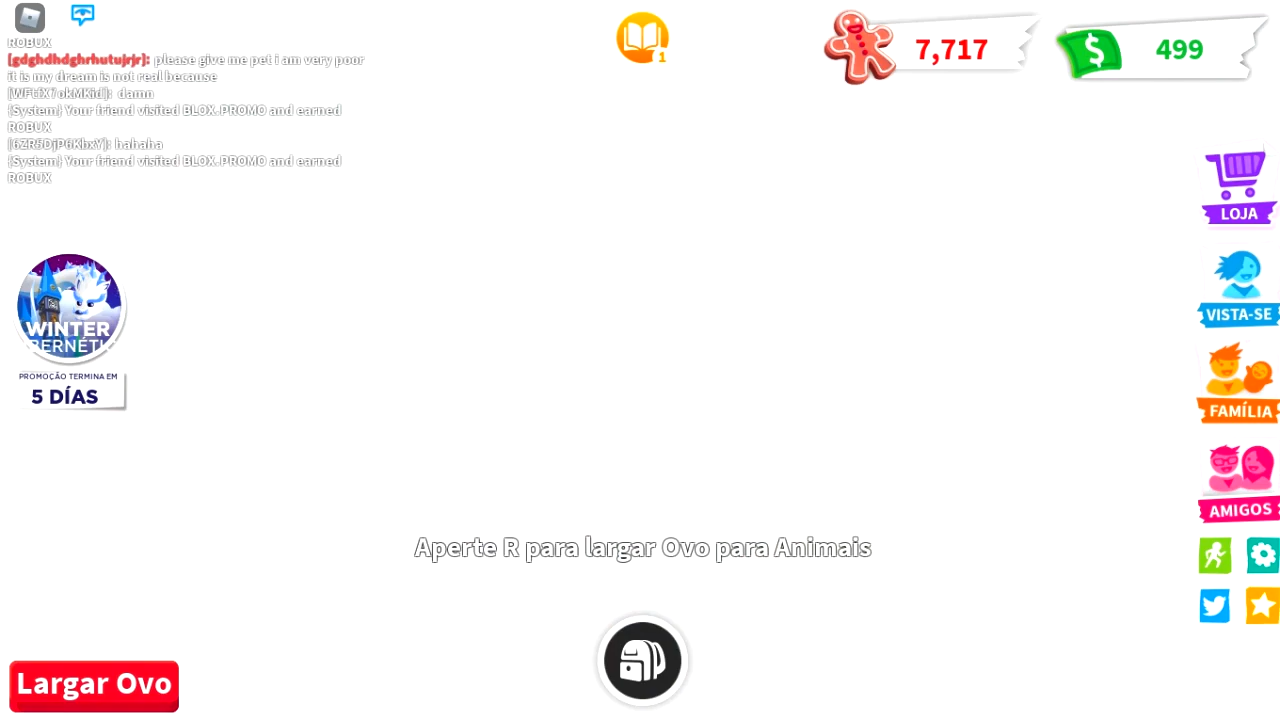 ROBUX
[gdghdhdghrhutujrjr]: please give me pet i am very poor
it is my dream is not real because
damn
{System} Your friend visited BLOX.PROMO and earned
ROBUX
[6ZR5DjP6KbxY]: hahaha
{System} Your friend visited BLOX.PROMO and earned
ROBUX
1
7,717
499
LOJA
VISTA-SE
FAMÍLIA
AMIGOS
WINTER
PROMOÇÃO TERMINA EM
5 DÍAS
Aperte R para largar Ovo para Animais
Largar Ovo